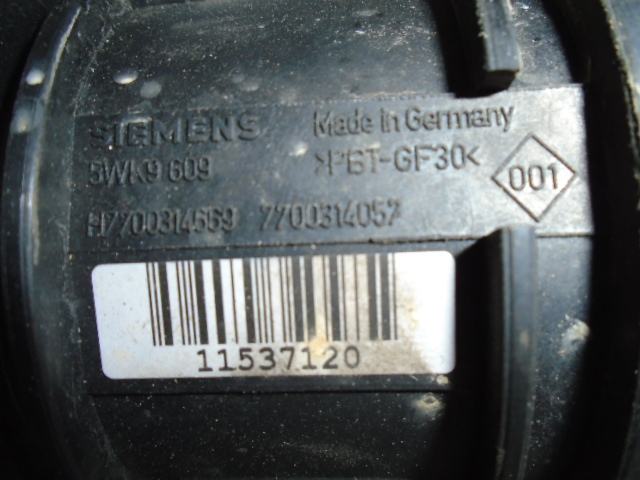 SIEMENS
Made in Germany
5WK9 609
>PBT-GF30<
001
H7700314669 7700314057
11537120